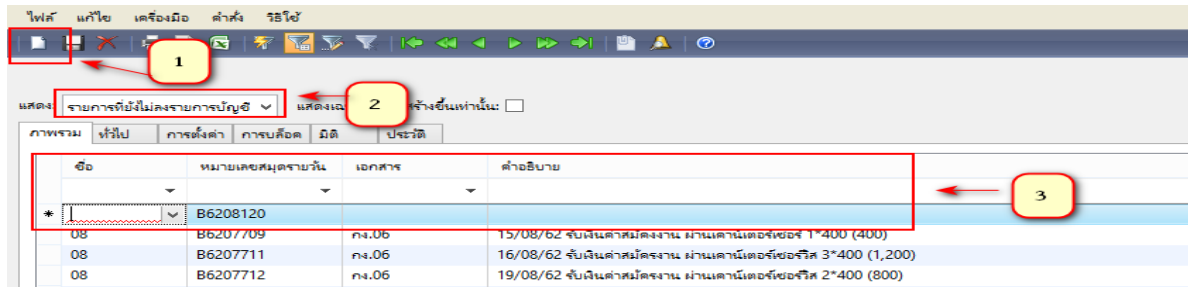 ไฟล์ แก้ไข เครื่องมือ คำสั่ง วิธีใช้
1
แสดง: รายการที่ยังไม่ลงรายการบัญชี 2 สร้างขึ้นเท่านั้น:
ภาพรวม ทั่วไป การตั้งค่า การบล็อค มิติ ประวัติ
ชื่อ หมายเลขสมุดรายวัน เอกสาร คำอธิบาย
3
* B6208120
08 B6207709 กง.06 15/08/62 รับเงินค่าสมัครงาน ผ่านเคาน์เตอร์เซอร์ 1*400 (400)
08 B6207711 กง.06 16/08/62 รับเงินค่าสมัครงาน ผ่านเคาน์เตอร์เซอร์วิส 3*400 (1,200)
08 B6207712 กง.06 19/08/62 รับเงินค่าสมัครงาน ผ่านเคาน์เตอร์เซอร์วิส 2*400 (800)